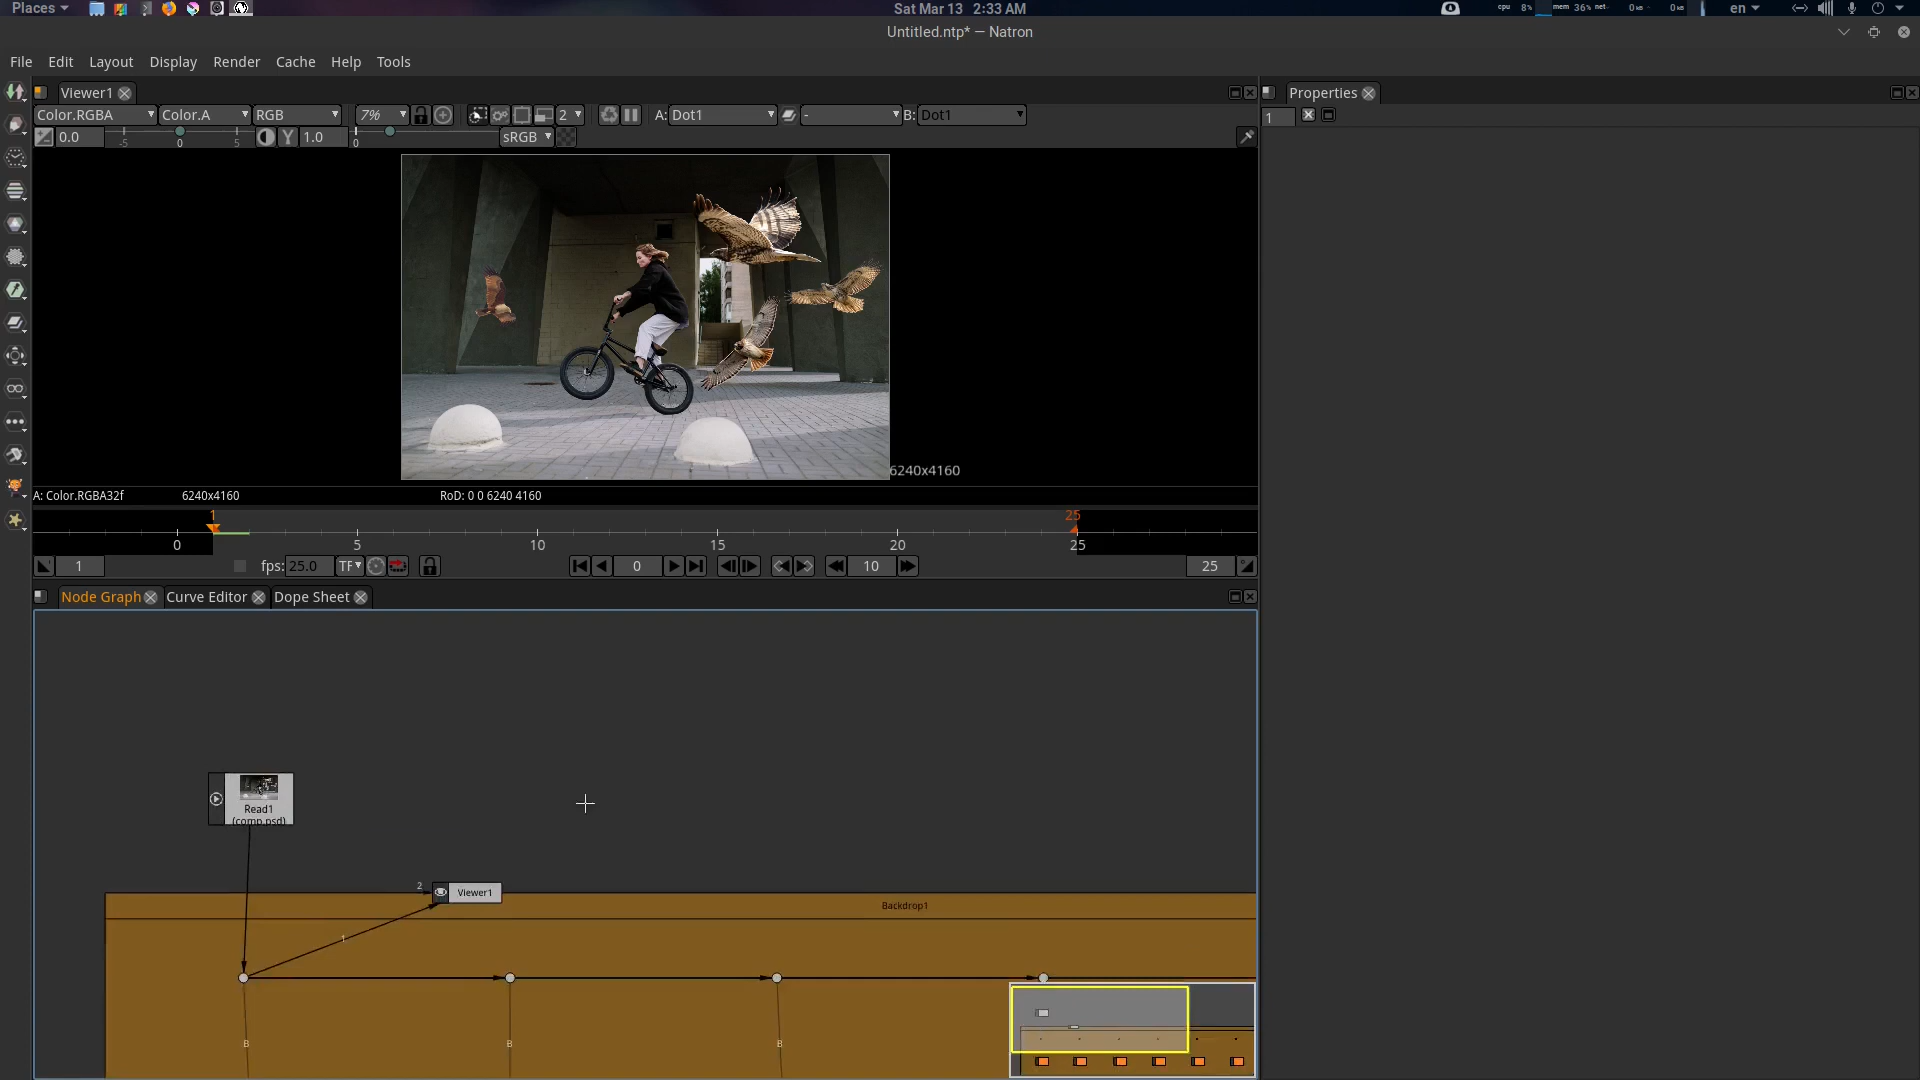 Places
Sat Mar 13 2:33 AM
cpu 8% mem 36% net 0kB 0kB en
Untitled.ntp* — Natron
File Edit Layout Display Render Cache Help Tools
Viewer1
Properties
Color.RGBA Color.A RGB 7% 2 A: Dot1 - B: Dot1
1
0.0 -5 0 5 Y 1.0 0 sRGB
6240x4160
A: Color.RGBA32f 6240x4160 RoD: 0 0 6240 4160
1 25
0 5 10 15 20 25
1 fps: 25.0 TF 0 10 25
Node Graph Curve Editor Dope Sheet
Read1
(comp.psd)
2 Viewer1
Backdrop1
1
B B B